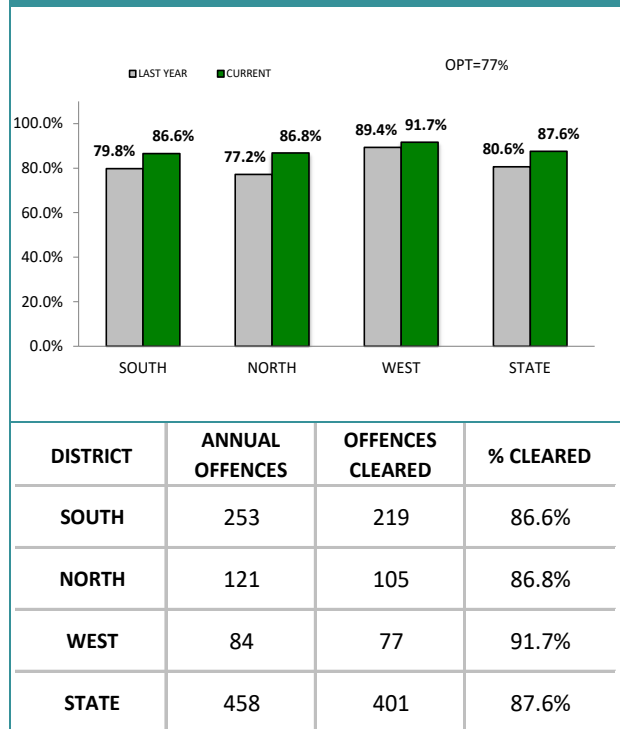 LAST YEAR CURRENT OPT=77%
100.0%
80.0%
60.0%
40.0%
20.0%
0.0%
79.8% 86.6% 77.2% 86.8% 89.4% 91.7% 80.6% 87.6%
SOUTH NORTH WEST STATE
DISTRICT ANNUAL OFFENCES OFFENCES CLEARED % CLEARED
SOUTH 253 219 86.6%
NORTH 121 105 86.8%
WEST 84 77 91.7%
STATE 458 401 87.6%